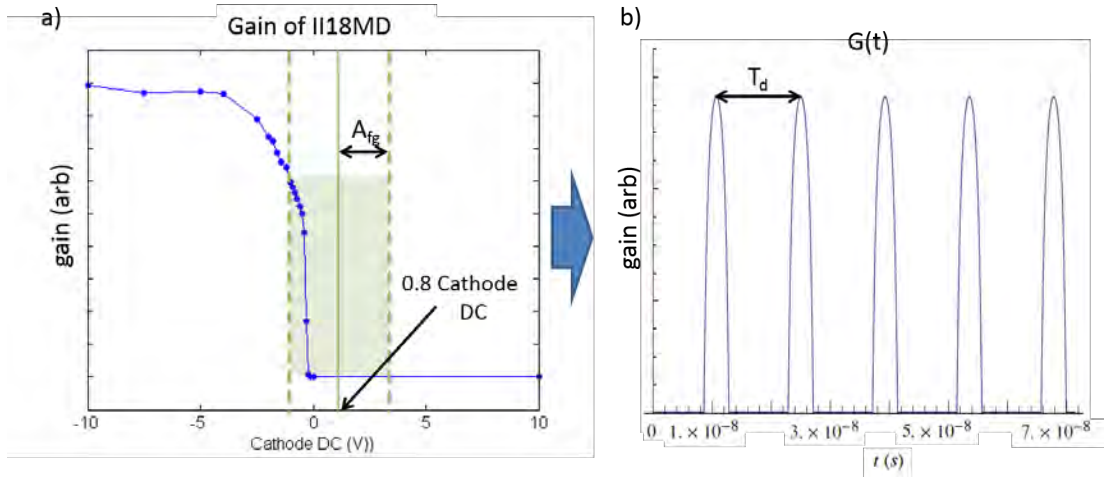 a)
Gain of II18MD
gain (arb)
A_fg
0.8 Cathode
DC
-10
-5
0
-5
10
Cathode DC (V))
b)
G(t)
T_d
gain (arb)
0
1. × 10^-8
3. × 10^-8
5. × 10^-8
7. × 10^-8
t (s)